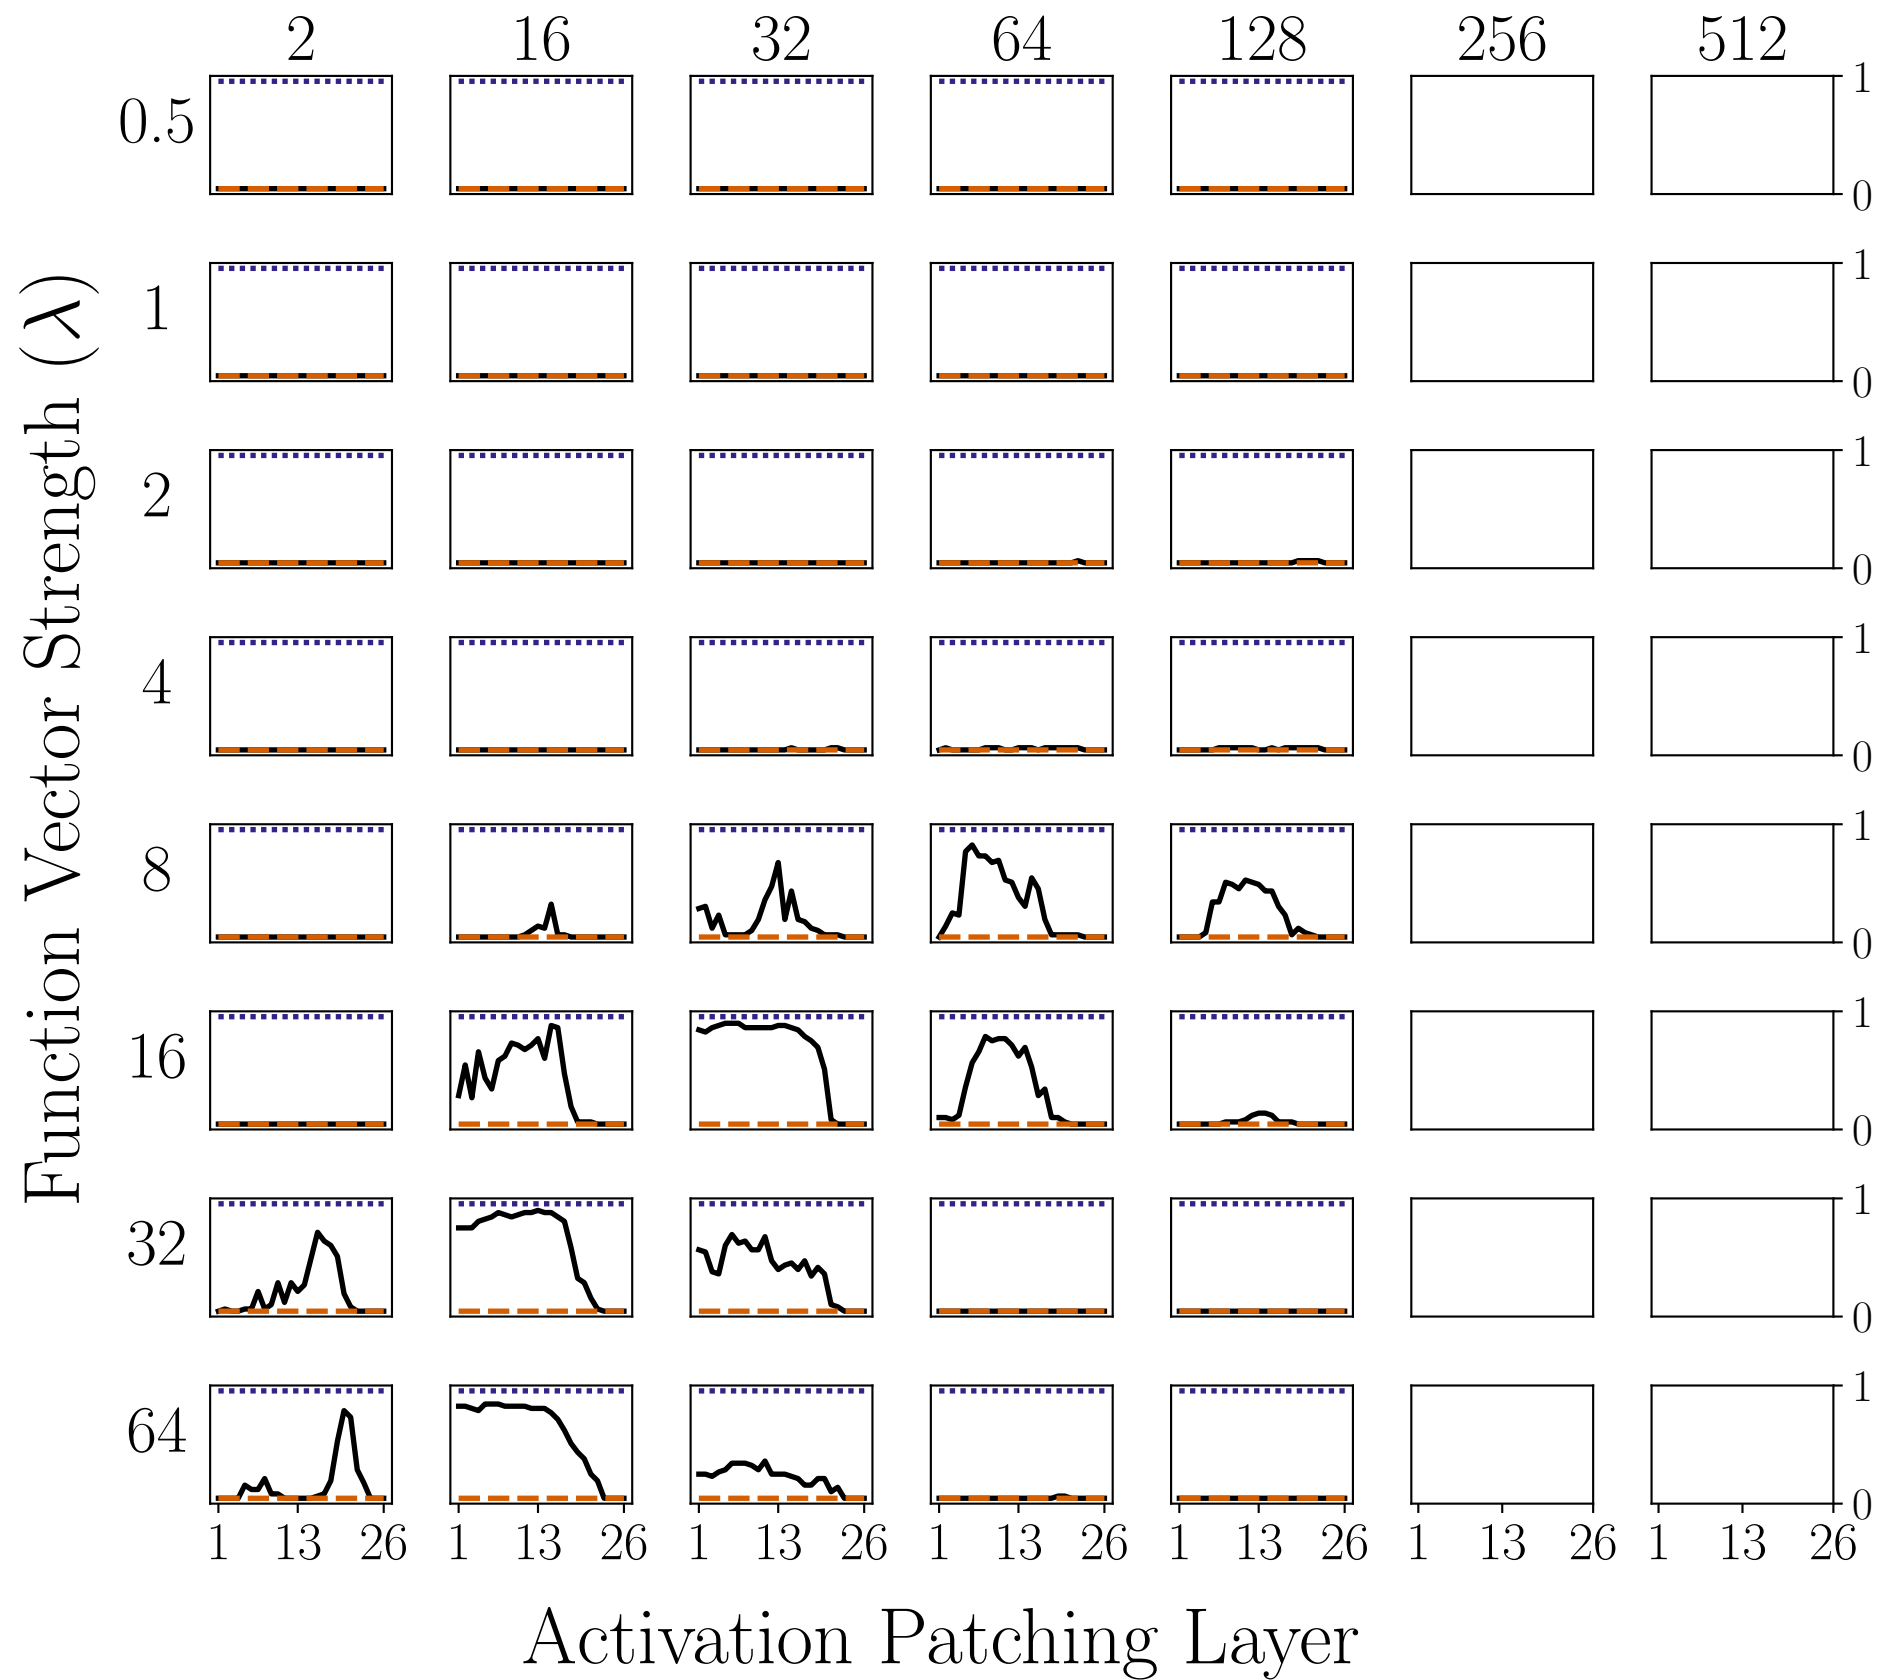 2 16 32 64 128 256 512
0.5 1 0
1 1 0
2 1 0
4 1 0
8 1 0
16 1 0
32 1 0
64 1 0
1 13 26 1 13 26 1 13 26 1 13 26 1 13 26 1 13 26 1 13 26
Function Vector Strength (λ)
Activation Patching Layer